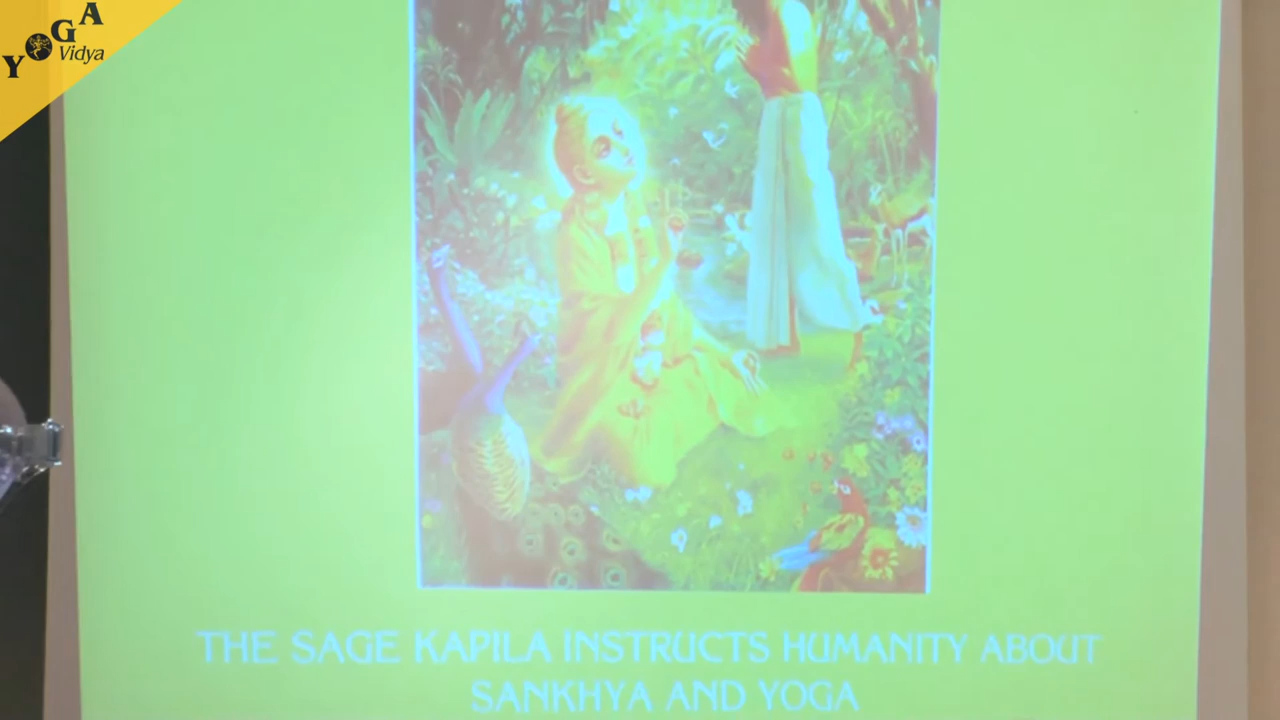 YOGA
Vidya
THE SAGE KAPILA INSTRUCTS HUMANITY ABOUT
SANKHYA AND YOGA